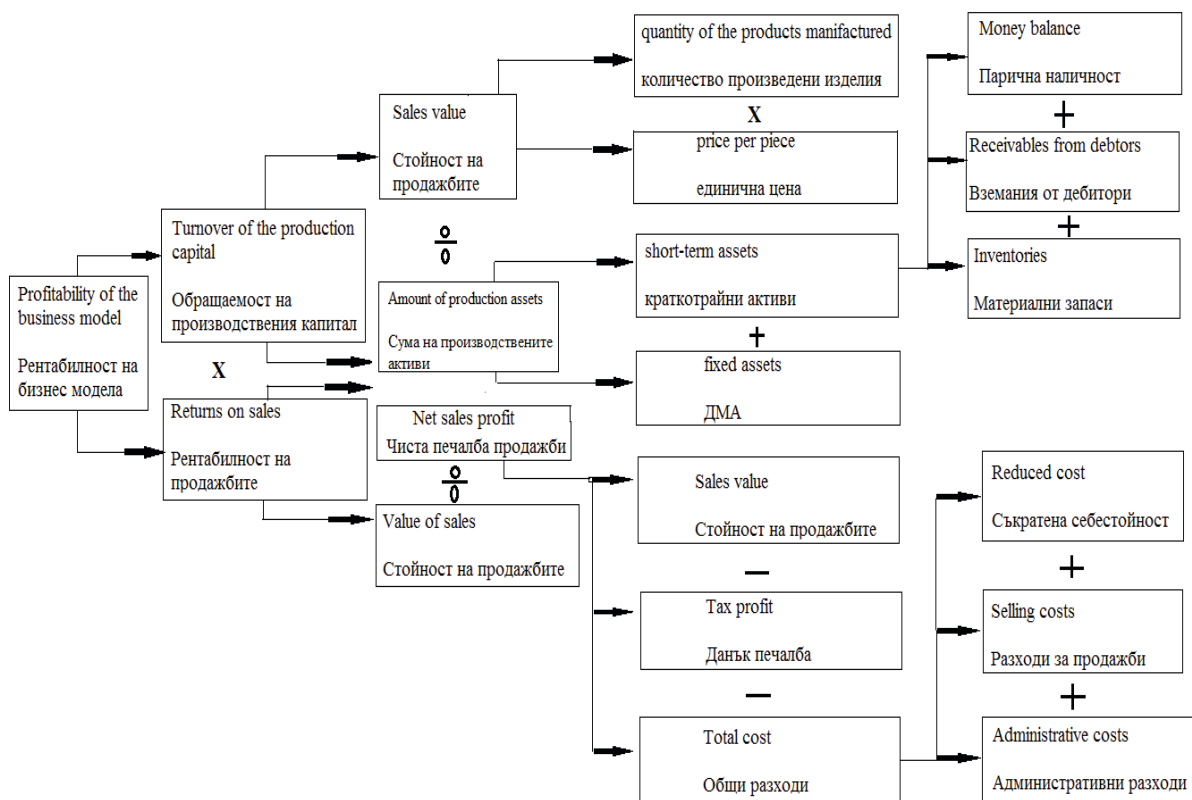 Profitability of the
business model
Рентабилност на
бизнес модела
Turnover of the production
capital
Обращаемост на
производствения капитал
X
Returns on sales
Рентабилност на
продажбите
Sales value
Стойност на
продажбите
÷
Amount of production assets
Сума на производствените
активи
Net sales profit
Чиста печалба продажби
÷
Value of sales
Стойност на продажбите
quantity of the products manifactured
количество произведени изделия
X
price per piece
единична цена
short-term assets
краткотрайни активи
+
fixed assets
ДМА
Sales value
Стойност на продажбите
—
Tax profit
Данък печалба
—
Total cost
Общи разходи
Money balance
Парична наличност
+
Receivables from debtors
Вземания от дебитори
+
Inventories
Материални запаси
Reduced cost
Съкратена себестойност
+
Selling costs
Разходи за продажби
+
Administrative costs
Административни разходи